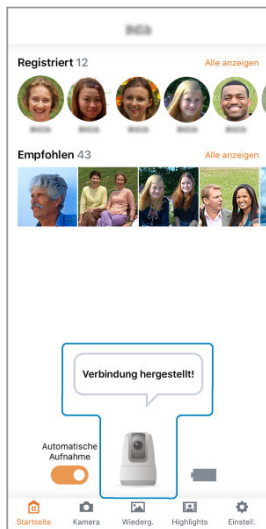 Registriert 12 Alle anzeigen
Empfohlen 43 Alle anzeigen
Verbindung hergestellt!
Automatische
Aufnahme
Startseite Kamera Wiederg. Highlights Einstell.